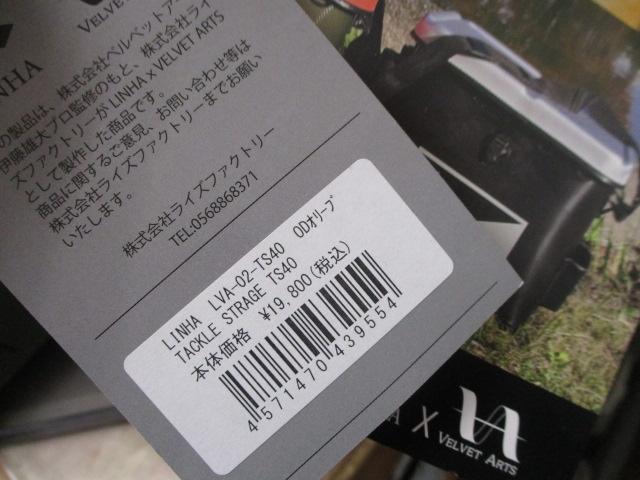 VELVET
LINHA
の製品は、株式会社ベルベットア
伊藤雄大プロ監修のもと、株式会社ライ
ズファクトリーがLINHA x VELVET ARTS
として製作した商品です。
商品に関するご意見、お問い合わせ等は
株式会社ライズファクトリーまでお願い
いたします。
株式会社ライズファクトリー
TEL:0568868371
LINHA LVA-02-TS40 ODオリーブ
TACKLE STRAGE TS40
本体価格 ¥19,800(税込)
4571470439554
A X VELVET ARTS